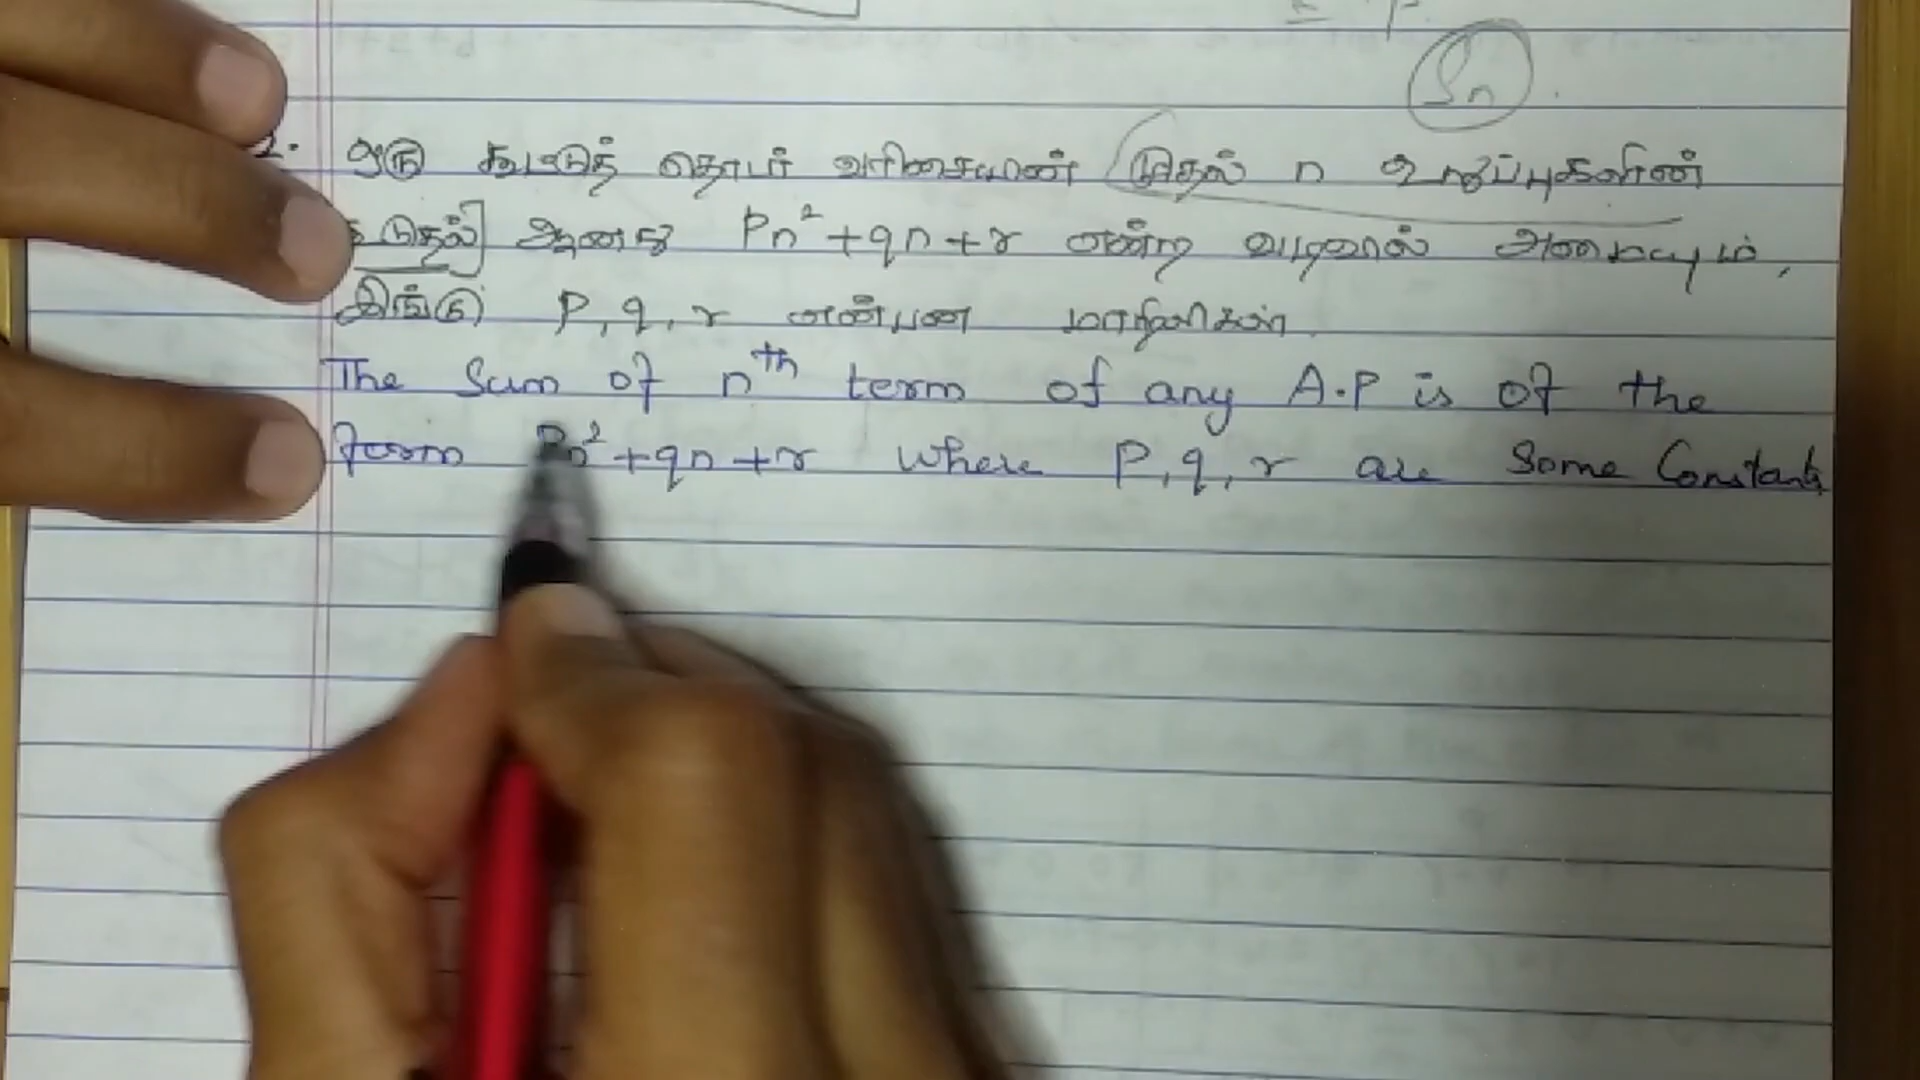 Sn
2. ஒரு கூட்டுத் தொடர் வரிசையின் முதல் n உறுப்புகளின்
டுதல்] ஆனது Pn²+qn+r என்ற வடிவில் அமையும்,
இங்கு P, q, r என்பன மாறிலிகள்.
The Sum of nth term of any A.P is of the
form Pn²+qn+r where P, q, r are Some Constants